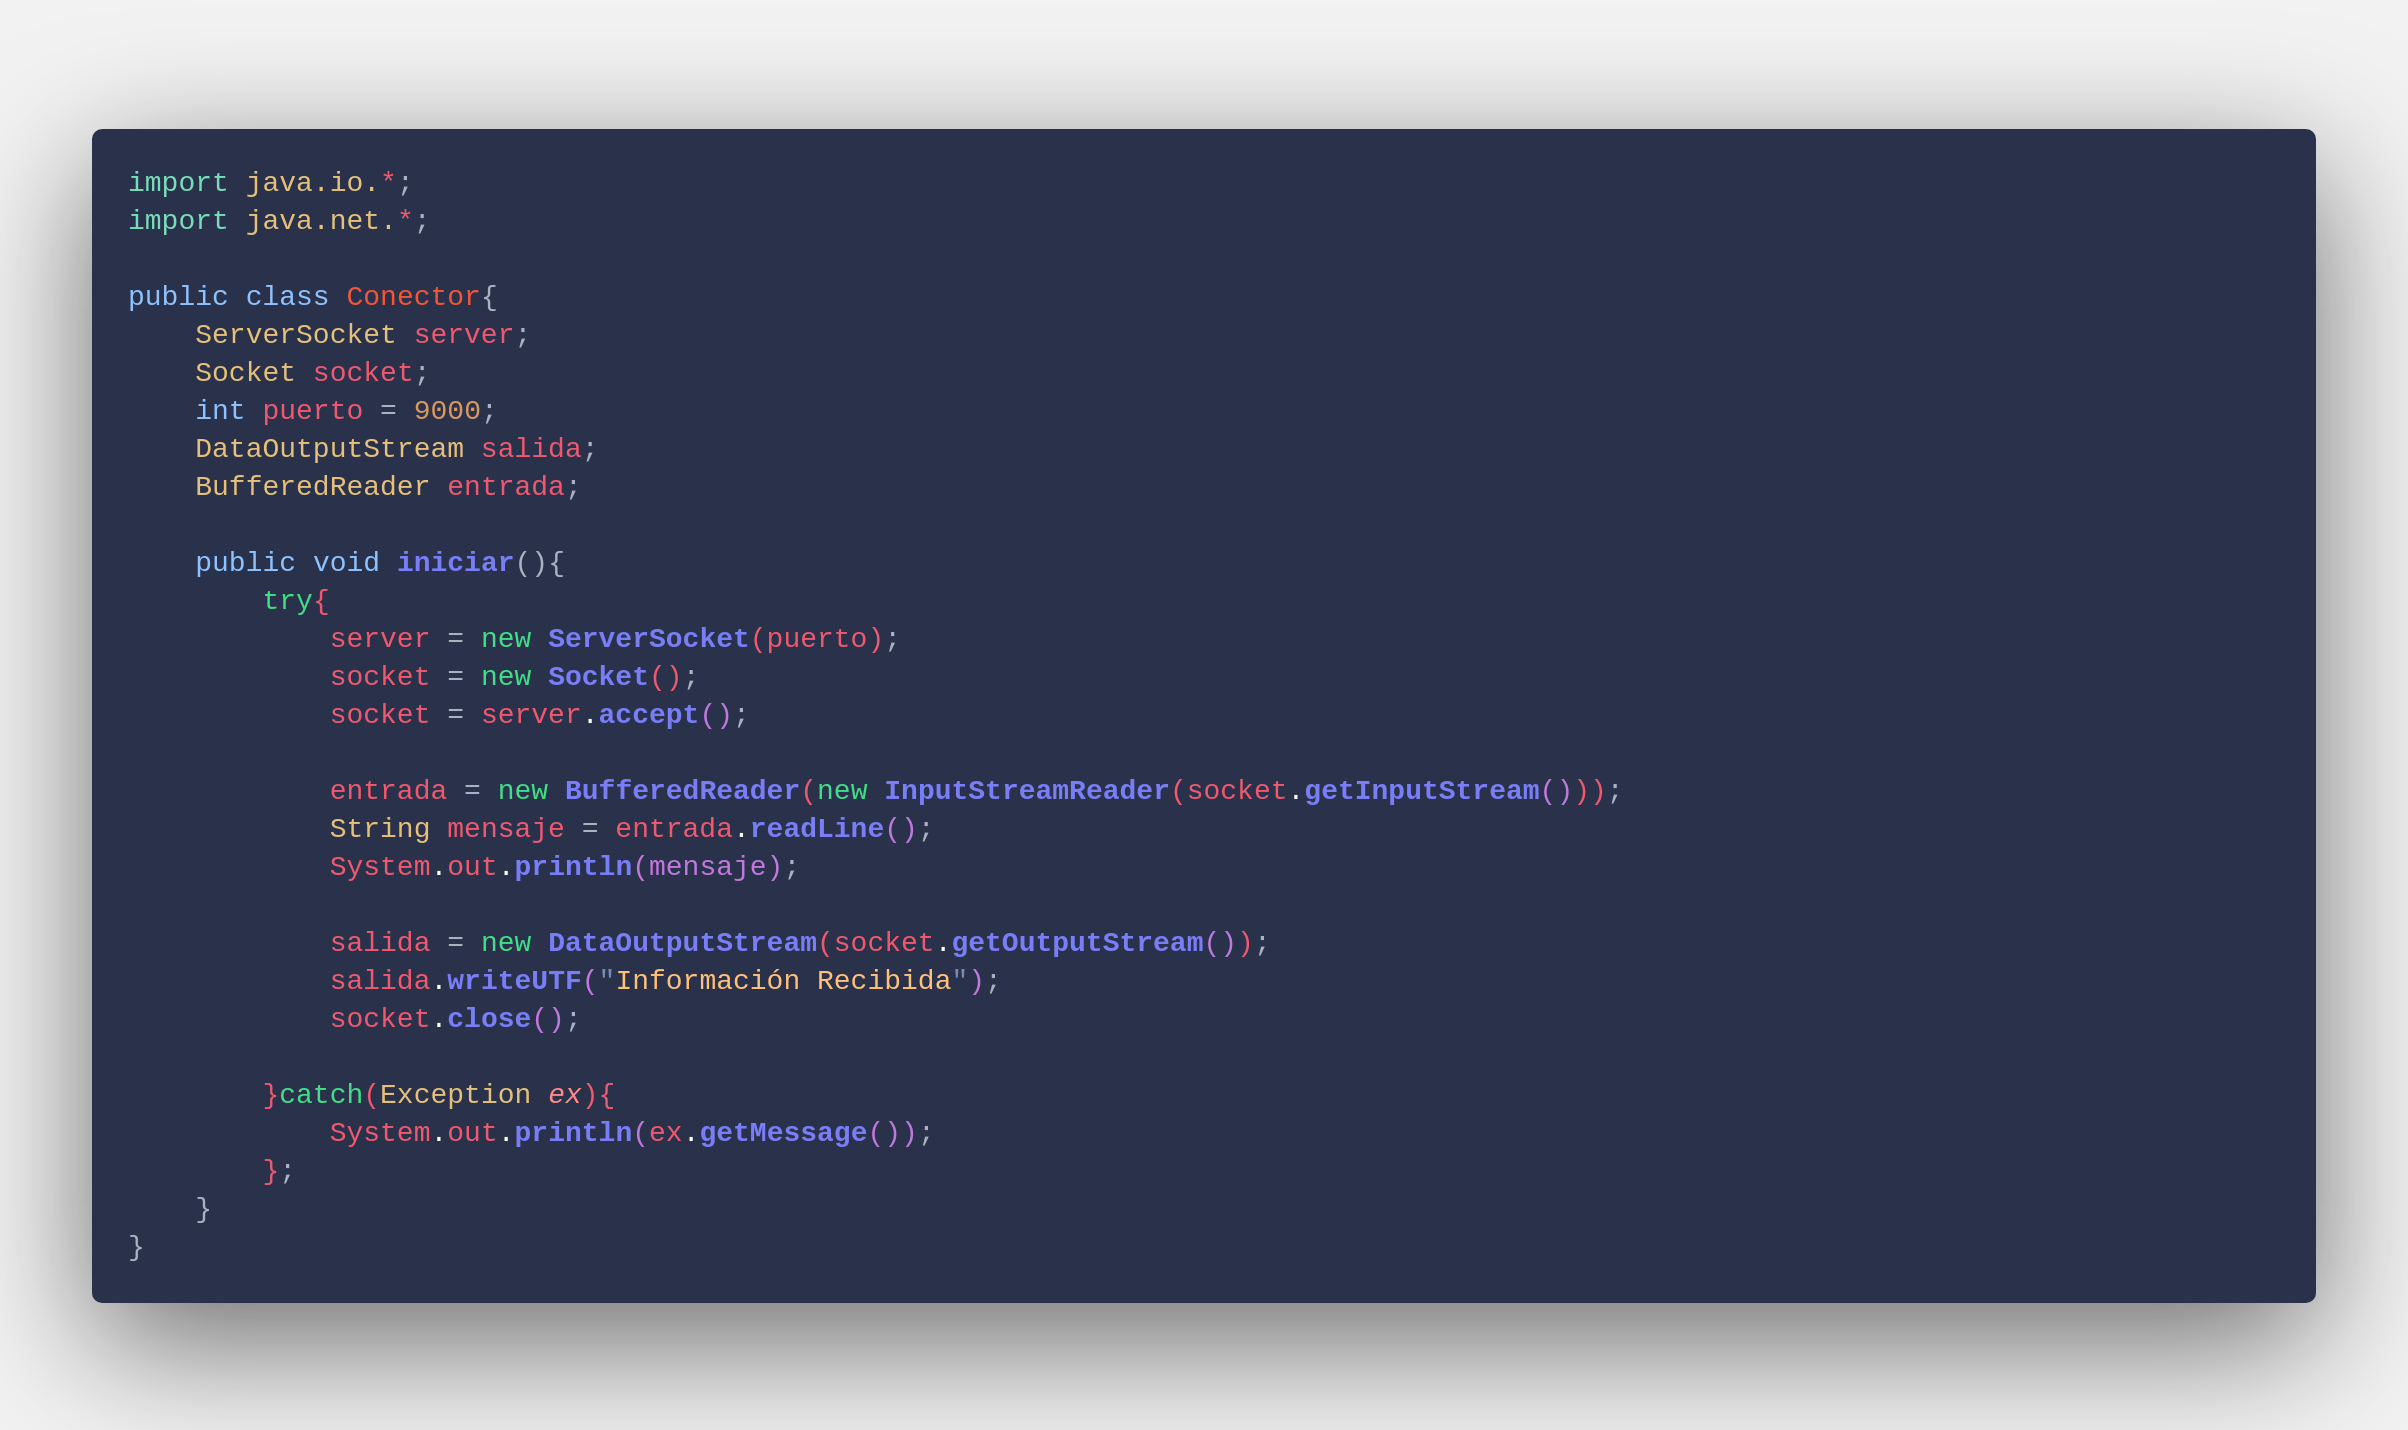 import java.io.*;
import java.net.*;

public class Conector{
    ServerSocket server;
    Socket socket;
    int puerto = 9000;
    DataOutputStream salida;
    BufferedReader entrada;

    public void iniciar(){
        try{
            server = new ServerSocket(puerto);
            socket = new Socket();
            socket = server.accept();

            entrada = new BufferedReader(new InputStreamReader(socket.getInputStream()));
            String mensaje = entrada.readLine();
            System.out.println(mensaje);

            salida = new DataOutputStream(socket.getOutputStream());
            salida.writeUTF("Información Recibida");
            socket.close();

        }catch(Exception ex){
            System.out.println(ex.getMessage());
        };
    }
}